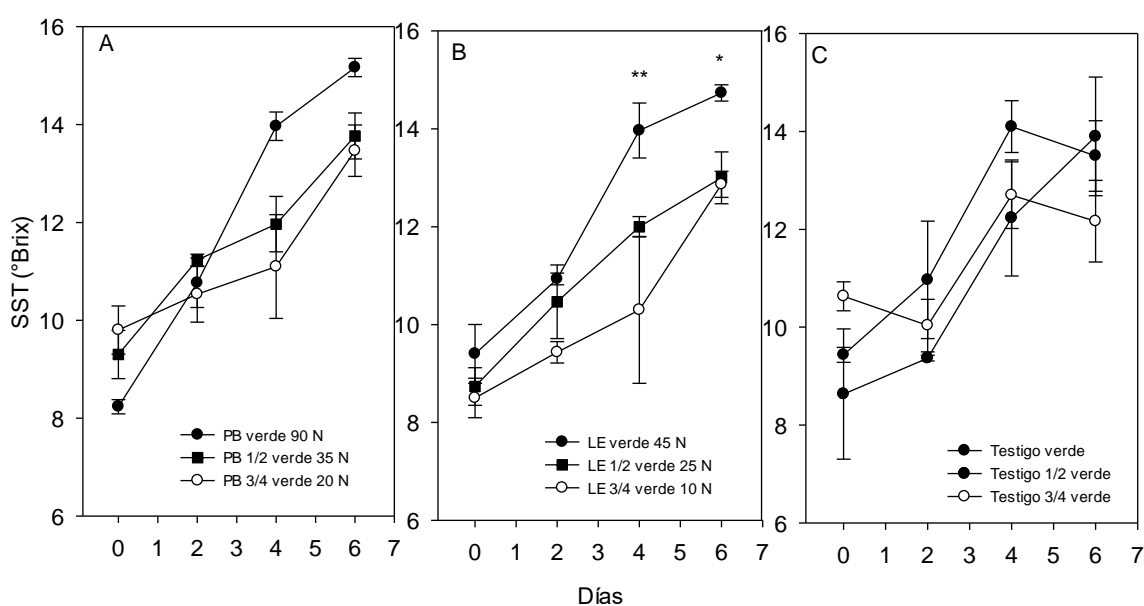 SST (°Brix)
16
14
12
10
8
6
A
PB verde 90 N
PB 1/2 verde 35 N
PB 3/4 verde 20 N
0 1 2 3 4 5 6 7
16
14
12
10
8
6
B
** *
LE verde 45 N
LE 1/2 verde 25 N
LE 3/4 verde 10 N
0 1 2 3 4 5 6 7
16
14
12
10
8
6
C
Testigo verde
Testigo 1/2 verde
Testigo 3/4 verde
0 1 2 3 4 5 6 7
Días